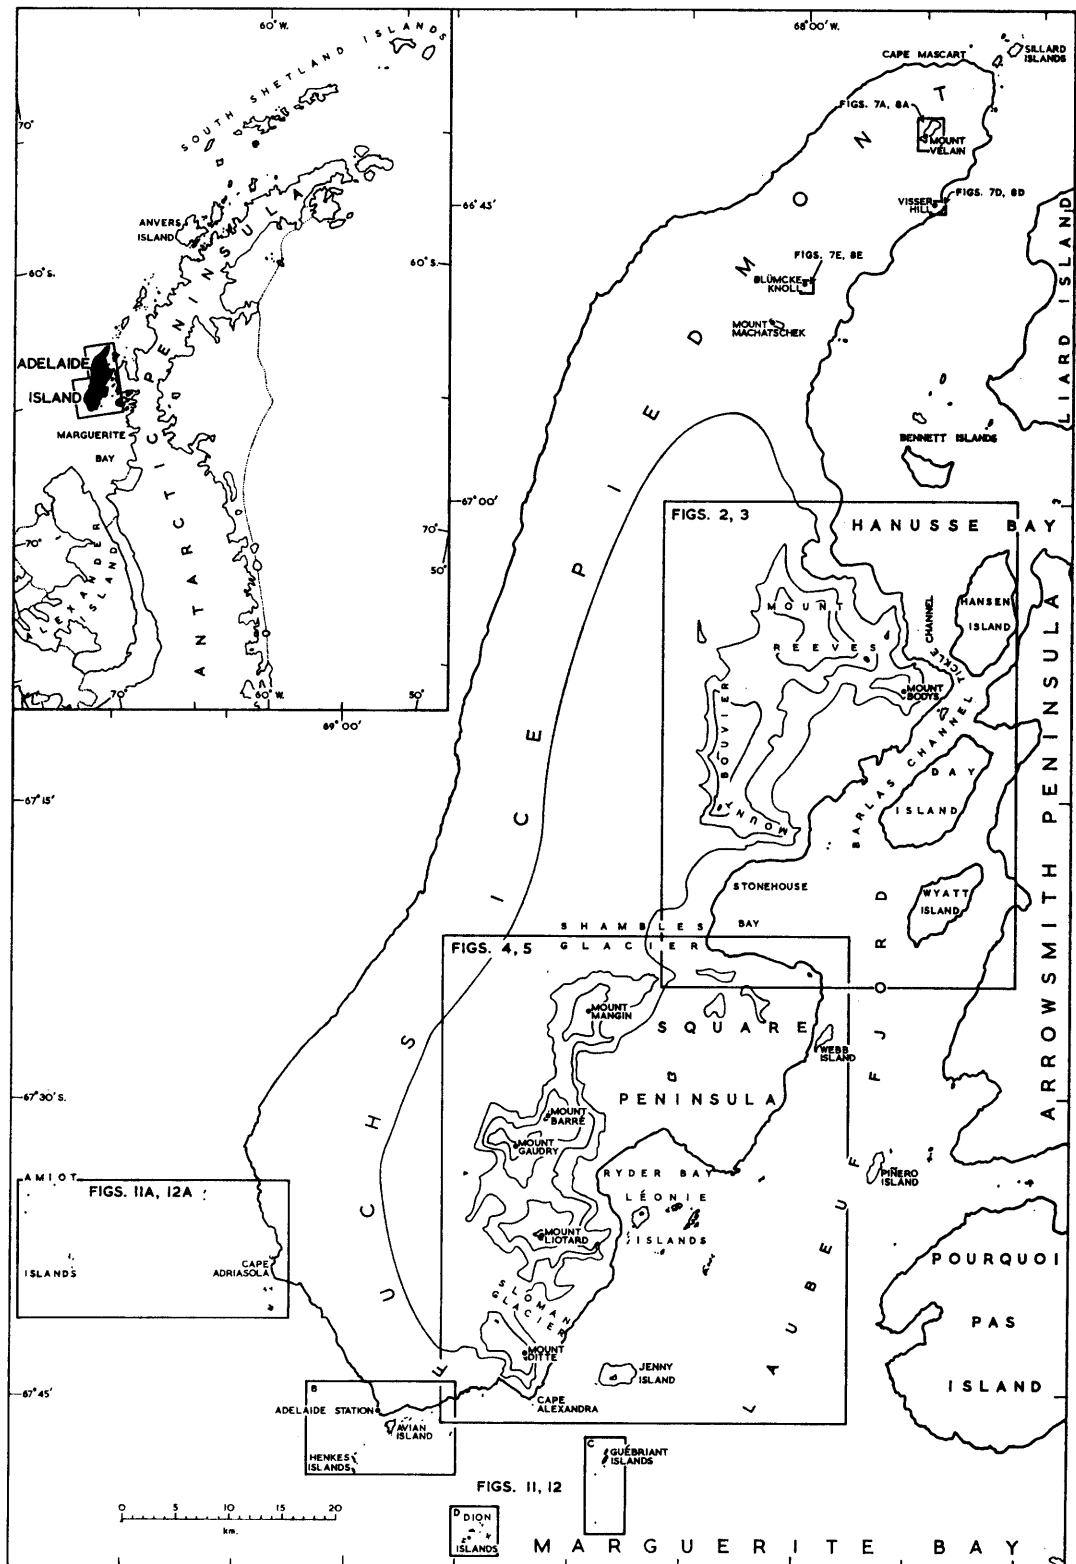 60° W.
68° 00' W.
SOUTH SHETLAND ISLANDS
70°
ANVERS
ISLAND
60° S.
60° S.
ADELAIDE
ISLAND
MARGUERITE
BAY
ANTARCTIC PENINSULA
70°
ALEXANDER
ISLAND
70°
50°
70°
60° W.
50°
69° 00'
CAPE MASCART
SILLARD
ISLANDS
FIGS. 7A, 8A
MOUNT
VÉLAIN
66° 43'
VISSER
HILL
FIGS. 7D, 8D
FIGS. 7E, 8E
BLÜMCKE
KNOLL
MOUNT
MACHATSCHEK
LIARD ISLAND
BENNETT ISLANDS
67° 00'
FIGS. 2, 3
HANUSSE BAY
HANSEN
ISLAND
TICKLE CHANNEL
MOUNT
REEVES
MOUNT
BODYS
MOUNT BOUVIER
BARLAS CHANNEL
DAY
ISLAND
ARROWSMITH PENINSULA
67° 15'
STONEHOUSE
BAY
WYATT
ISLAND
FUCHS ICE PIEDMONT
SHAMBLES
GLACIER
FIGS. 4, 5
MOUNT
MANGIN
SQUARE
PENINSULA
WEBB
ISLAND
67° 30' S.
MOUNT
BARRÉ
MOUNT
GAUDRY
RYDER BAY
LÉONIE
ISLANDS
PIÑERO
ISLAND
LAUBEUF FJORD
AMIOT
ISLANDS
FIGS. 11A, 12A
CAPE
ADRIASOLA
MOUNT
LIOTARD
SLOMAN
GLACIER
MOUNT
DITTE
POURQUOI
PAS
ISLAND
JENNY
ISLAND
67° 45'
B
ADELAIDE STATION
AVIAN
ISLAND
HENKES
ISLANDS
CAPE
ALEXANDRA
C
GUÉBRIANT
ISLANDS
FIGS. 11, 12
D
DION
ISLANDS
0 5 10 15 20
km.
MARGUERITE BAY